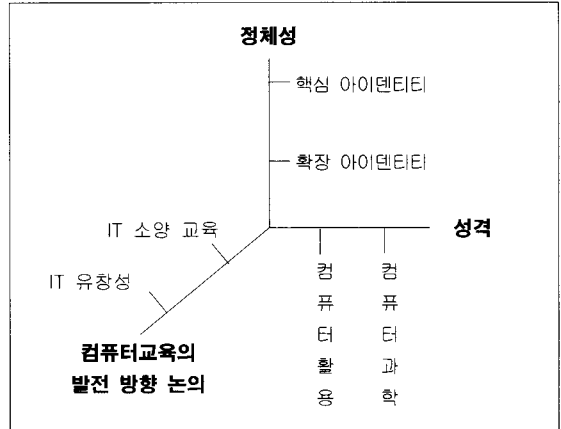 정체성
핵심 아이덴티티
확장 아이덴티티
성격
IT 소양 교육
IT 유창성
컴퓨터활용
컴퓨터과학
컴퓨터교육의
발전 방향 논의